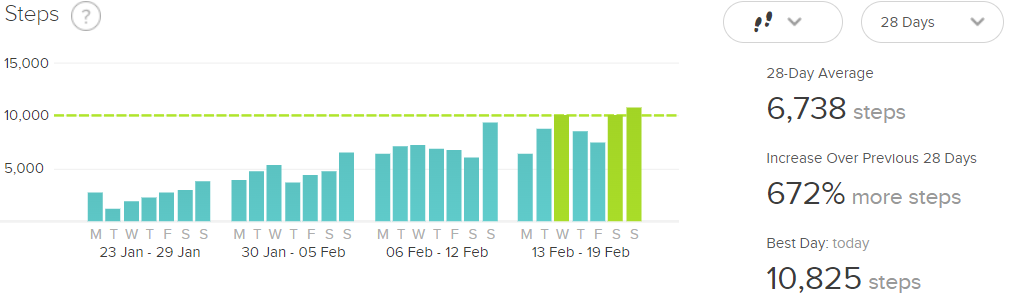 Steps ?
28 Days
15,000
10,000
5,000
M T W T F S S M T W T F S S M T W T F S S M T W T F S S
23 Jan - 29 Jan 30 Jan - 05 Feb 06 Feb - 12 Feb 13 Feb - 19 Feb
28-Day Average
6,738 steps
Increase Over Previous 28 Days
672% more steps
Best Day: today
10,825 steps